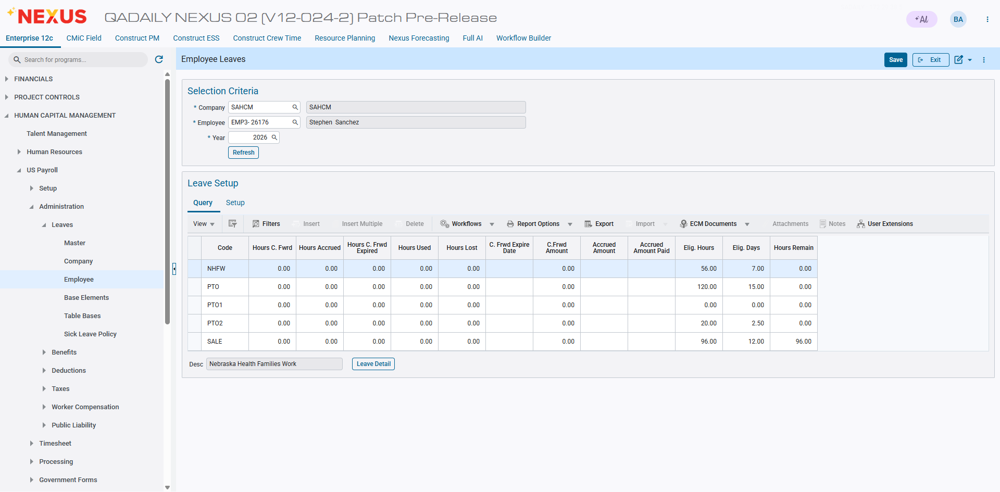 NEXUS QADAILY NEXUS 02 (V12-024-2) Patch Pre-Release
AI
BA
Enterprise 12c CMiC Field Construct PM Construct ESS Construct Crew Time Resource Planning Nexus Forecasting Full AI Workflow Builder
Search for programs...
FINANCIALS
PROJECT CONTROLS
HUMAN CAPITAL MANAGEMENT
Talent Management
Human Resources
US Payroll
Setup
Administration
Leaves
Master
Company
Employee
Base Elements
Table Bases
Sick Leave Policy
Benefits
Deductions
Taxes
Worker Compensation
Public Liability
Timesheet
Processing
Government Forms
Employee Leaves
Save Exit
Selection Criteria
* Company SAHCM SAHCM
* Employee EMP3- 26176 Stephen Sanchez
* Year 2026
Refresh
Leave Setup
Query Setup
View Filters Insert Insert Multiple Delete Workflows Report Options Export Import ECM Documents Attachments Notes User Extensions
Code Hours C. Fwrd Hours Accrued Hours C. Frwd Expired Hours Used Hours Lost C. Frwd Expire Date C.Frwd Amount Accrued Amount Accrued Amount Paid Elig. Hours Elig. Days Hours Remain
NHFW 0.00 0.00 0.00 0.00 0.00 0.00 56.00 7.00 0.00
PTO 0.00 0.00 0.00 0.00 0.00 0.00 120.00 15.00 0.00
PTO1 0.00 0.00 0.00 0.00 0.00 0.00 0.00 0.00 0.00
PTO2 0.00 0.00 0.00 0.00 0.00 0.00 20.00 2.50 0.00
SALE 0.00 0.00 0.00 0.00 0.00 0.00 96.00 12.00 96.00
Desc Nebraska Health Families Work Leave Detail